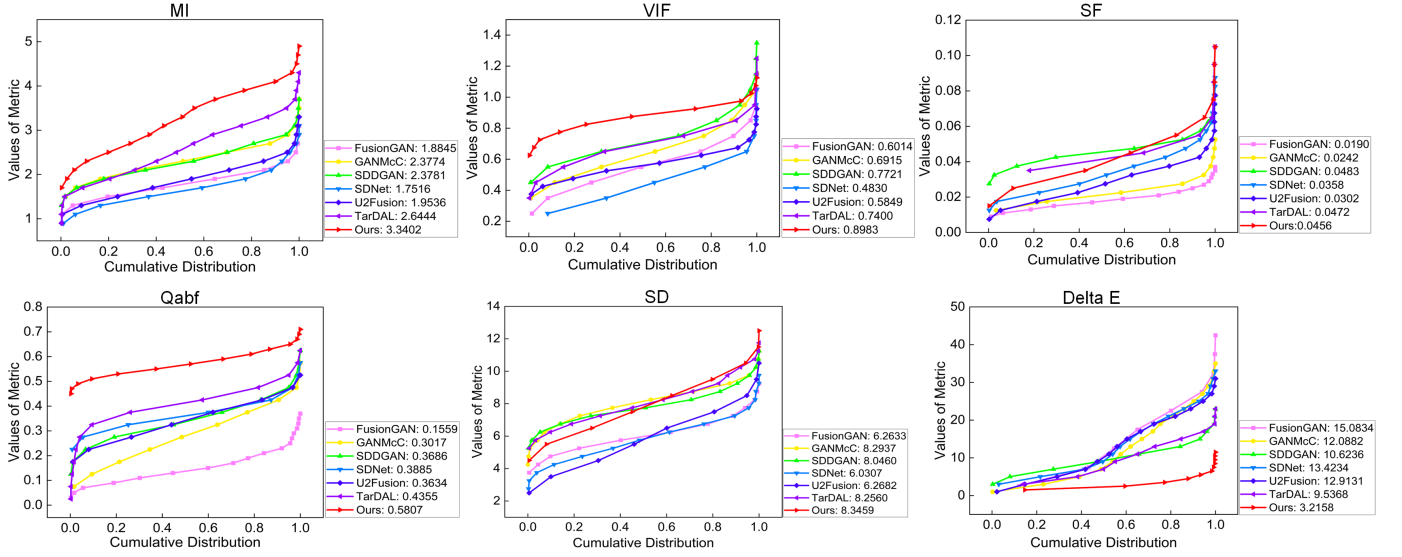 MI
Values of Metric
5
4
3
2
1
0.0 0.2 0.4 0.6 0.8 1.0
Cumulative Distribution
FusionGAN: 1.8845
GANMcC: 2.3774
SDDGAN: 2.3781
SDNet: 1.7516
U2Fusion: 1.9536
TarDAL: 2.6444
Ours: 3.3402
VIF
Values of Metric
1.4
1.2
1.0
0.8
0.6
0.4
0.2
0.0 0.2 0.4 0.6 0.8 1.0
Cumulative Distribution
FusionGAN: 0.6014
GANMcC: 0.6915
SDDGAN: 0.7721
SDNet: 0.4830
U2Fusion: 0.5849
TarDAL: 0.7400
Ours: 0.8983
SF
Values of Metric
0.12
0.10
0.08
0.06
0.04
0.02
0.00
0.0 0.2 0.4 0.6 0.8 1.0
Cumulative Distribution
FusionGAN: 0.0190
GANMcC: 0.0242
SDDGAN: 0.0483
SDNet: 0.0358
U2Fusion: 0.0302
TarDAL: 0.0472
Ours:0.0456
Qabf
Values of Metric
0.8
0.7
0.6
0.5
0.4
0.3
0.2
0.1
0.0
0.0 0.2 0.4 0.6 0.8 1.0
Cumulative Distribution
FusionGAN: 0.1559
GANMcC: 0.3017
SDDGAN: 0.3686
SDNet: 0.3885
U2Fusion: 0.3634
TarDAL: 0.4355
Ours: 0.5807
SD
Values of Metric
14
12
10
8
6
4
2
0.0 0.2 0.4 0.6 0.8 1.0
Cumulative Distribution
FusionGAN: 6.2633
GANMcC: 8.2937
SDDGAN: 8.0460
SDNet: 6.0307
U2Fusion: 6.2682
TarDAL: 8.2560
Ours: 8.3459
Delta E
Values of Metric
50
40
30
20
10
0
0.0 0.2 0.4 0.6 0.8 1.0
Cumulative Distribution
FusionGAN: 15.0834
GANMcC: 12.0882
SDDGAN: 10.6236
SDNet: 13.4234
U2Fusion: 12.9131
TarDAL: 9.5368
Ours: 3.2158